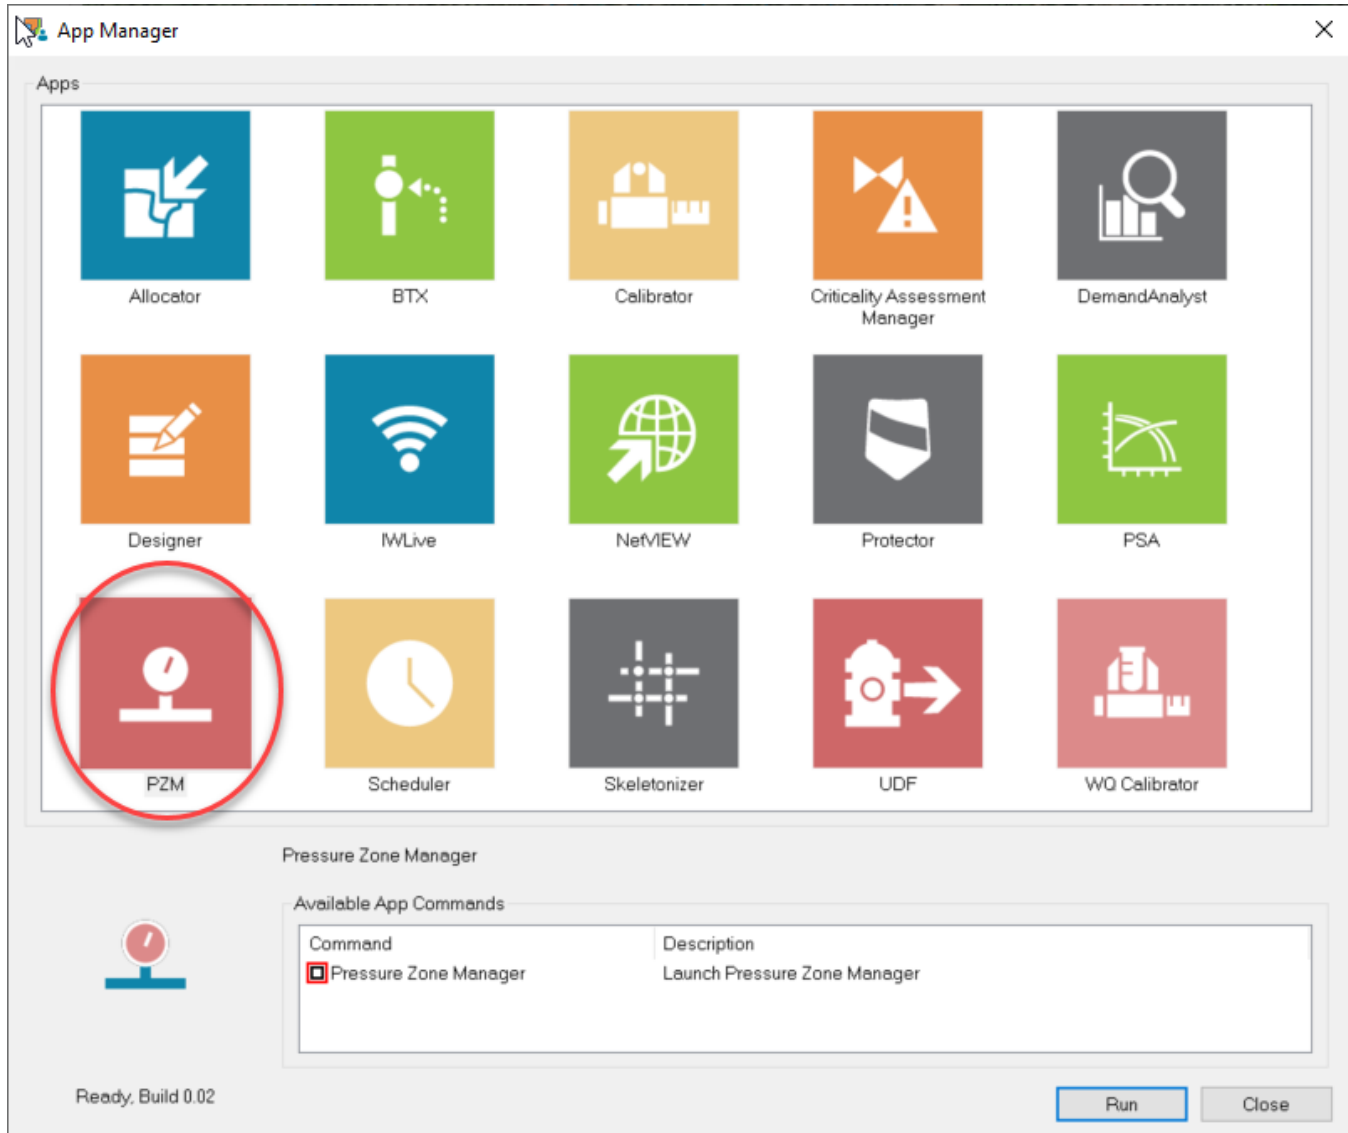 App Manager
Apps
Allocator
BTX
Calibrator
Criticality Assessment
Manager
DemandAnalyst
Designer
IWLive
NetVIEW
Protector
PSA
PZM
Scheduler
Skeletonizer
UDF
WQ Calibrator
Pressure Zone Manager
Available App Commands
Command Description
Pressure Zone Manager Launch Pressure Zone Manager
Ready, Build 0.02
Run Close